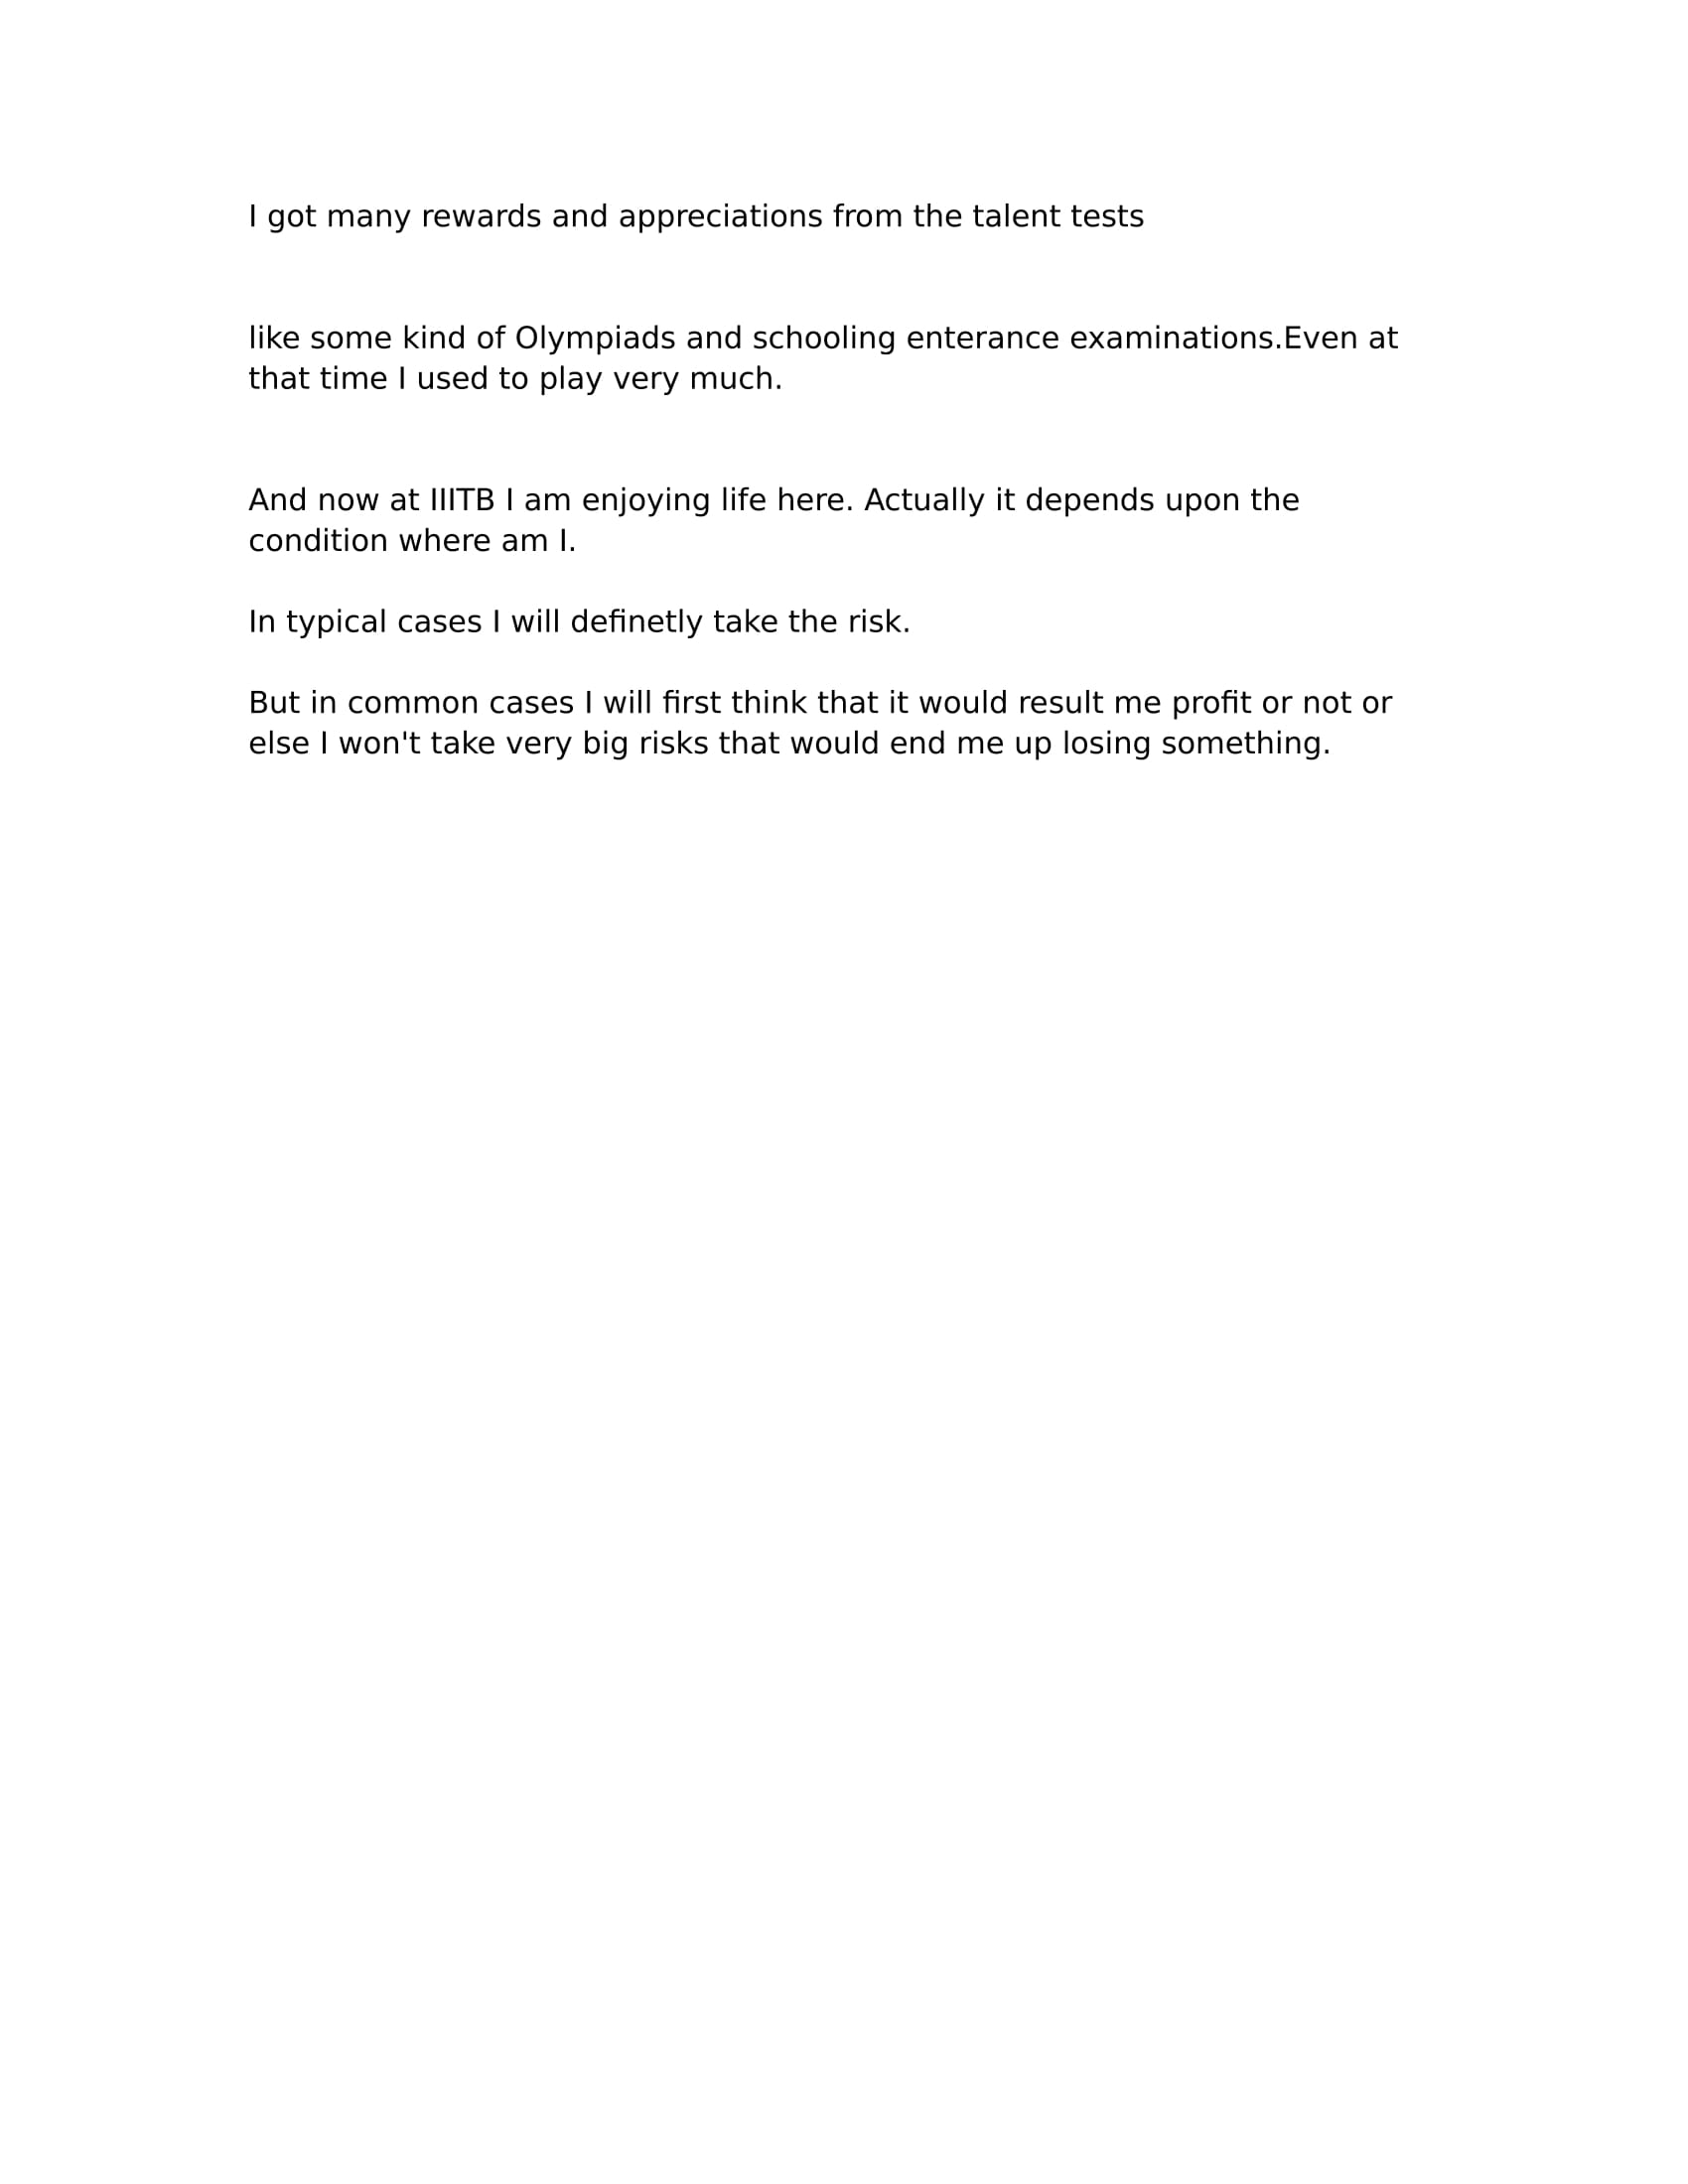 I got many rewards and appreciations from the talent tests
like some kind of Olympiads and schooling enterance examinations.Even at
that time I used to play very much.
And now at IIITB I am enjoying life here. Actually it depends upon the
condition where am I.
In typical cases I will definetly take the risk.
But in common cases I will first think that it would result me profit or not or
else I won't take very big risks that would end me up losing something.